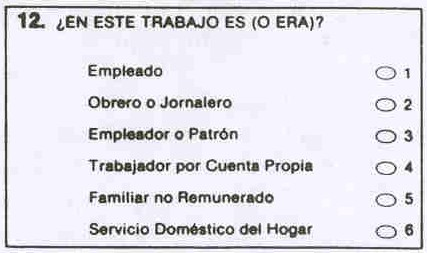 12. ¿EN ESTE TRABAJO ES (O ERA)?
Empleado 1
Obrero o Jornalero 2
Empleador o Patrón 3
Trabajador por Cuenta Propia 4
Familiar no Remunerado 5
Servicio Doméstico del Hogar 6